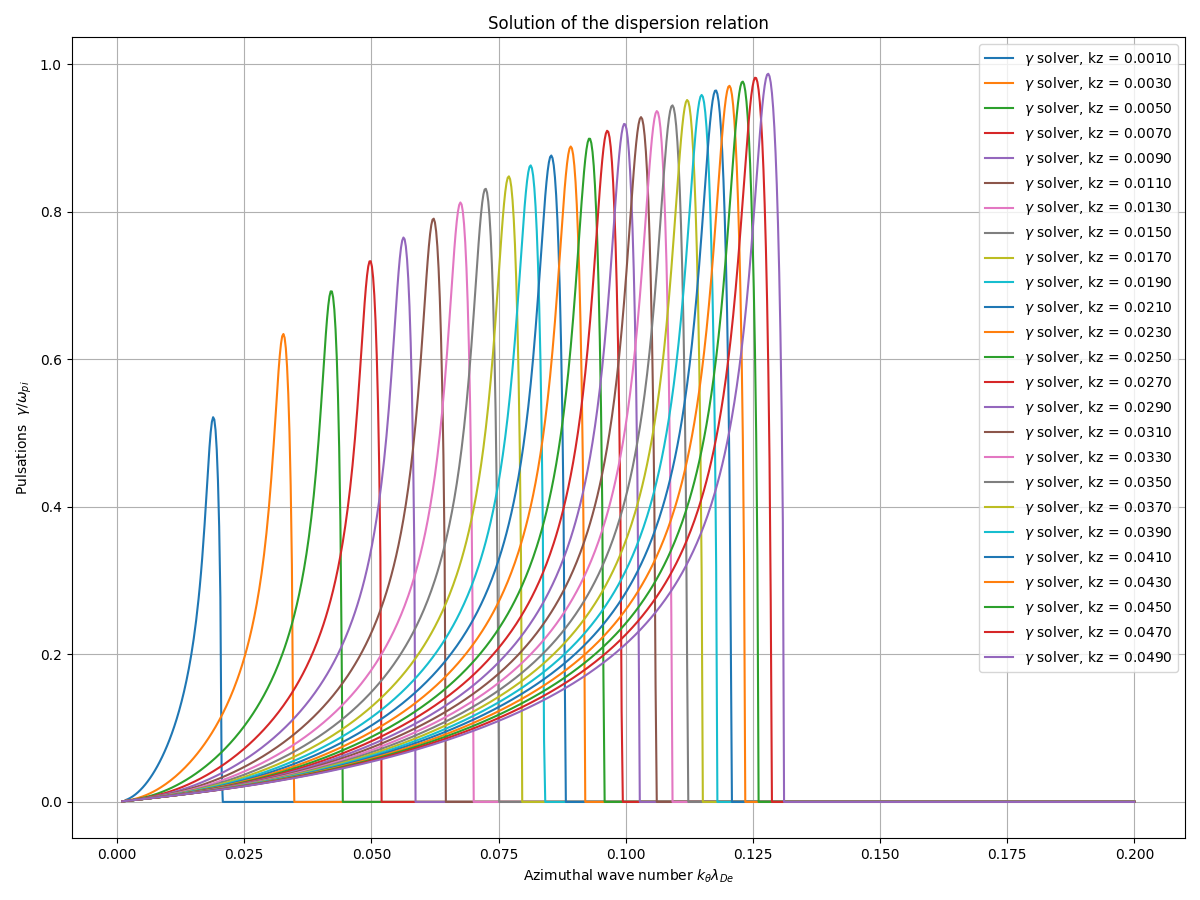 Solution of the dispersion relation
1.0
0.8
0.6
0.4
0.2
0.0
Pulsations γ/ω_{pi}
0.000 0.025 0.050 0.075 0.100 0.125 0.150 0.175 0.200
Azimuthal wave number k_θλ_{De}
γ solver, kz = 0.0010
γ solver, kz = 0.0030
γ solver, kz = 0.0050
γ solver, kz = 0.0070
γ solver, kz = 0.0090
γ solver, kz = 0.0110
γ solver, kz = 0.0130
γ solver, kz = 0.0150
γ solver, kz = 0.0170
γ solver, kz = 0.0190
γ solver, kz = 0.0210
γ solver, kz = 0.0230
γ solver, kz = 0.0250
γ solver, kz = 0.0270
γ solver, kz = 0.0290
γ solver, kz = 0.0310
γ solver, kz = 0.0330
γ solver, kz = 0.0350
γ solver, kz = 0.0370
γ solver, kz = 0.0390
γ solver, kz = 0.0410
γ solver, kz = 0.0430
γ solver, kz = 0.0450
γ solver, kz = 0.0470
γ solver, kz = 0.0490